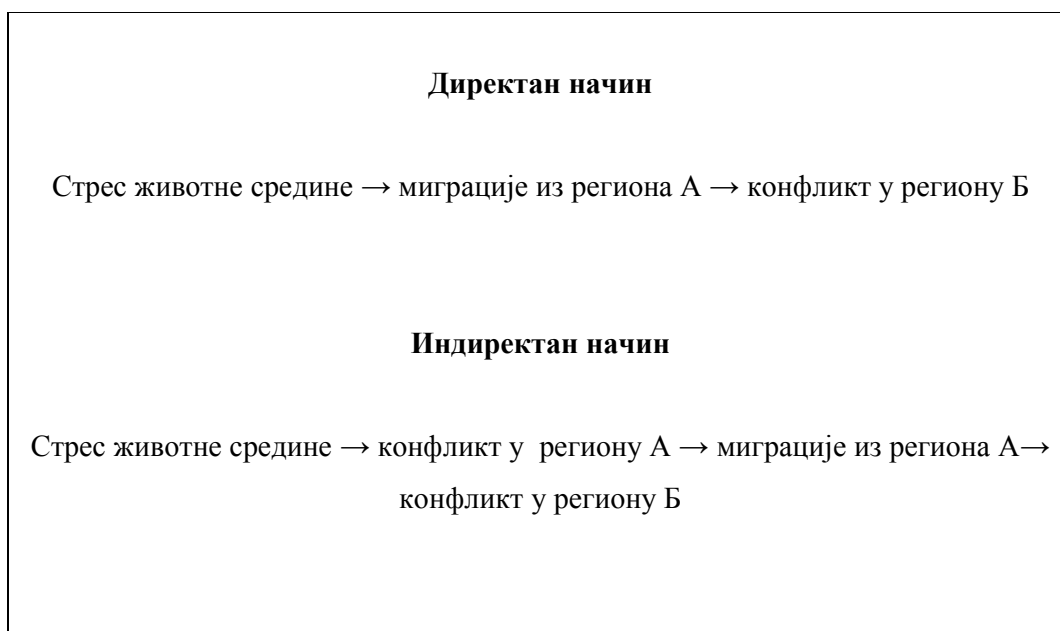 Директан начин
Стрес животне средине → миграције из региона А → конфликт у региону Б
Индиректан начин
Стрес животне средине → конфликт у  региону А → миграције из региона А→
конфликт у региону Б